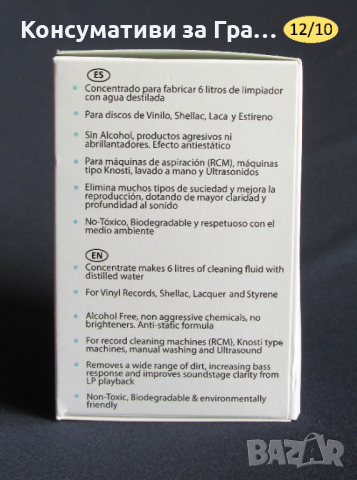 Консумативи за Гра... 12/10
ES
Concentrado para fabricar 6 litros de limpiador
con agua destilada
Para discos de Vinilo, Shellac, Laca y Estireno
Sin Alcohol, productos agresivos ni
abrillantadores. Efecto antiestático
Para máquinas de aspiración (RCM), máquinas
tipo Knosti, lavado a mano y Ultrasonidos
Elimina muchos tipos de suciedad y mejora la
reproducción, dotando de mayor claridad y
profundidad al sonido
No-Tóxico, Biodegradable y respetuoso con el
medio ambiente
EN
Concentrate makes 6 litres of cleaning fluid with
distilled water
For Vinyl Records, Shellac, Lacquer and Styrene
Alcohol Free, non aggressive chemicals, no
brighteners. Anti-static formula
For record cleaning machines (RCM), Knosti type
machines, manual washing and Ultrasound
Removes a wide range of dirt, increasing bass
response and improves soundstage clarity from
LP playback
Non-Toxic, Biodegradable & environmentally
friendly
BAZAR